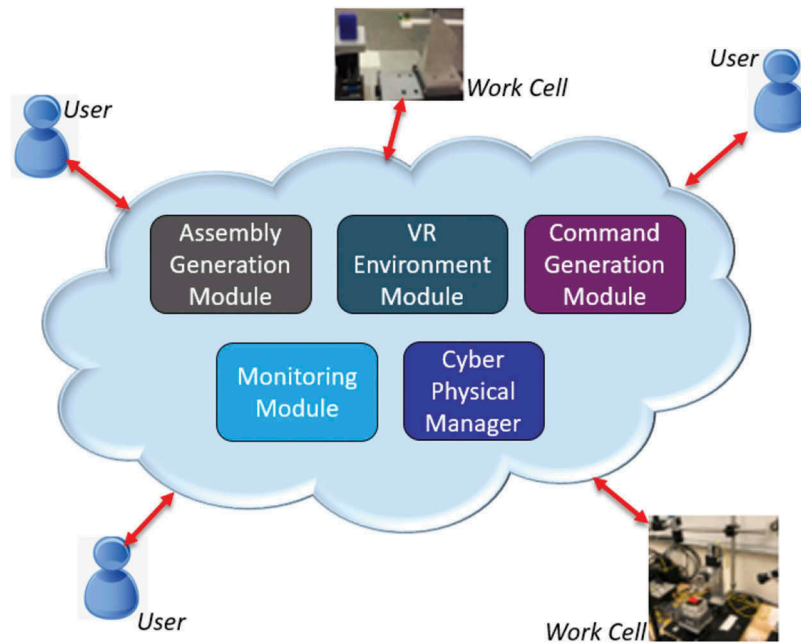 User
Work Cell
User
Assembly
Generation
Module
VR
Environment
Module
Command
Generation
Module
Monitoring
Module
Cyber
Physical
Manager
User
Work Cell